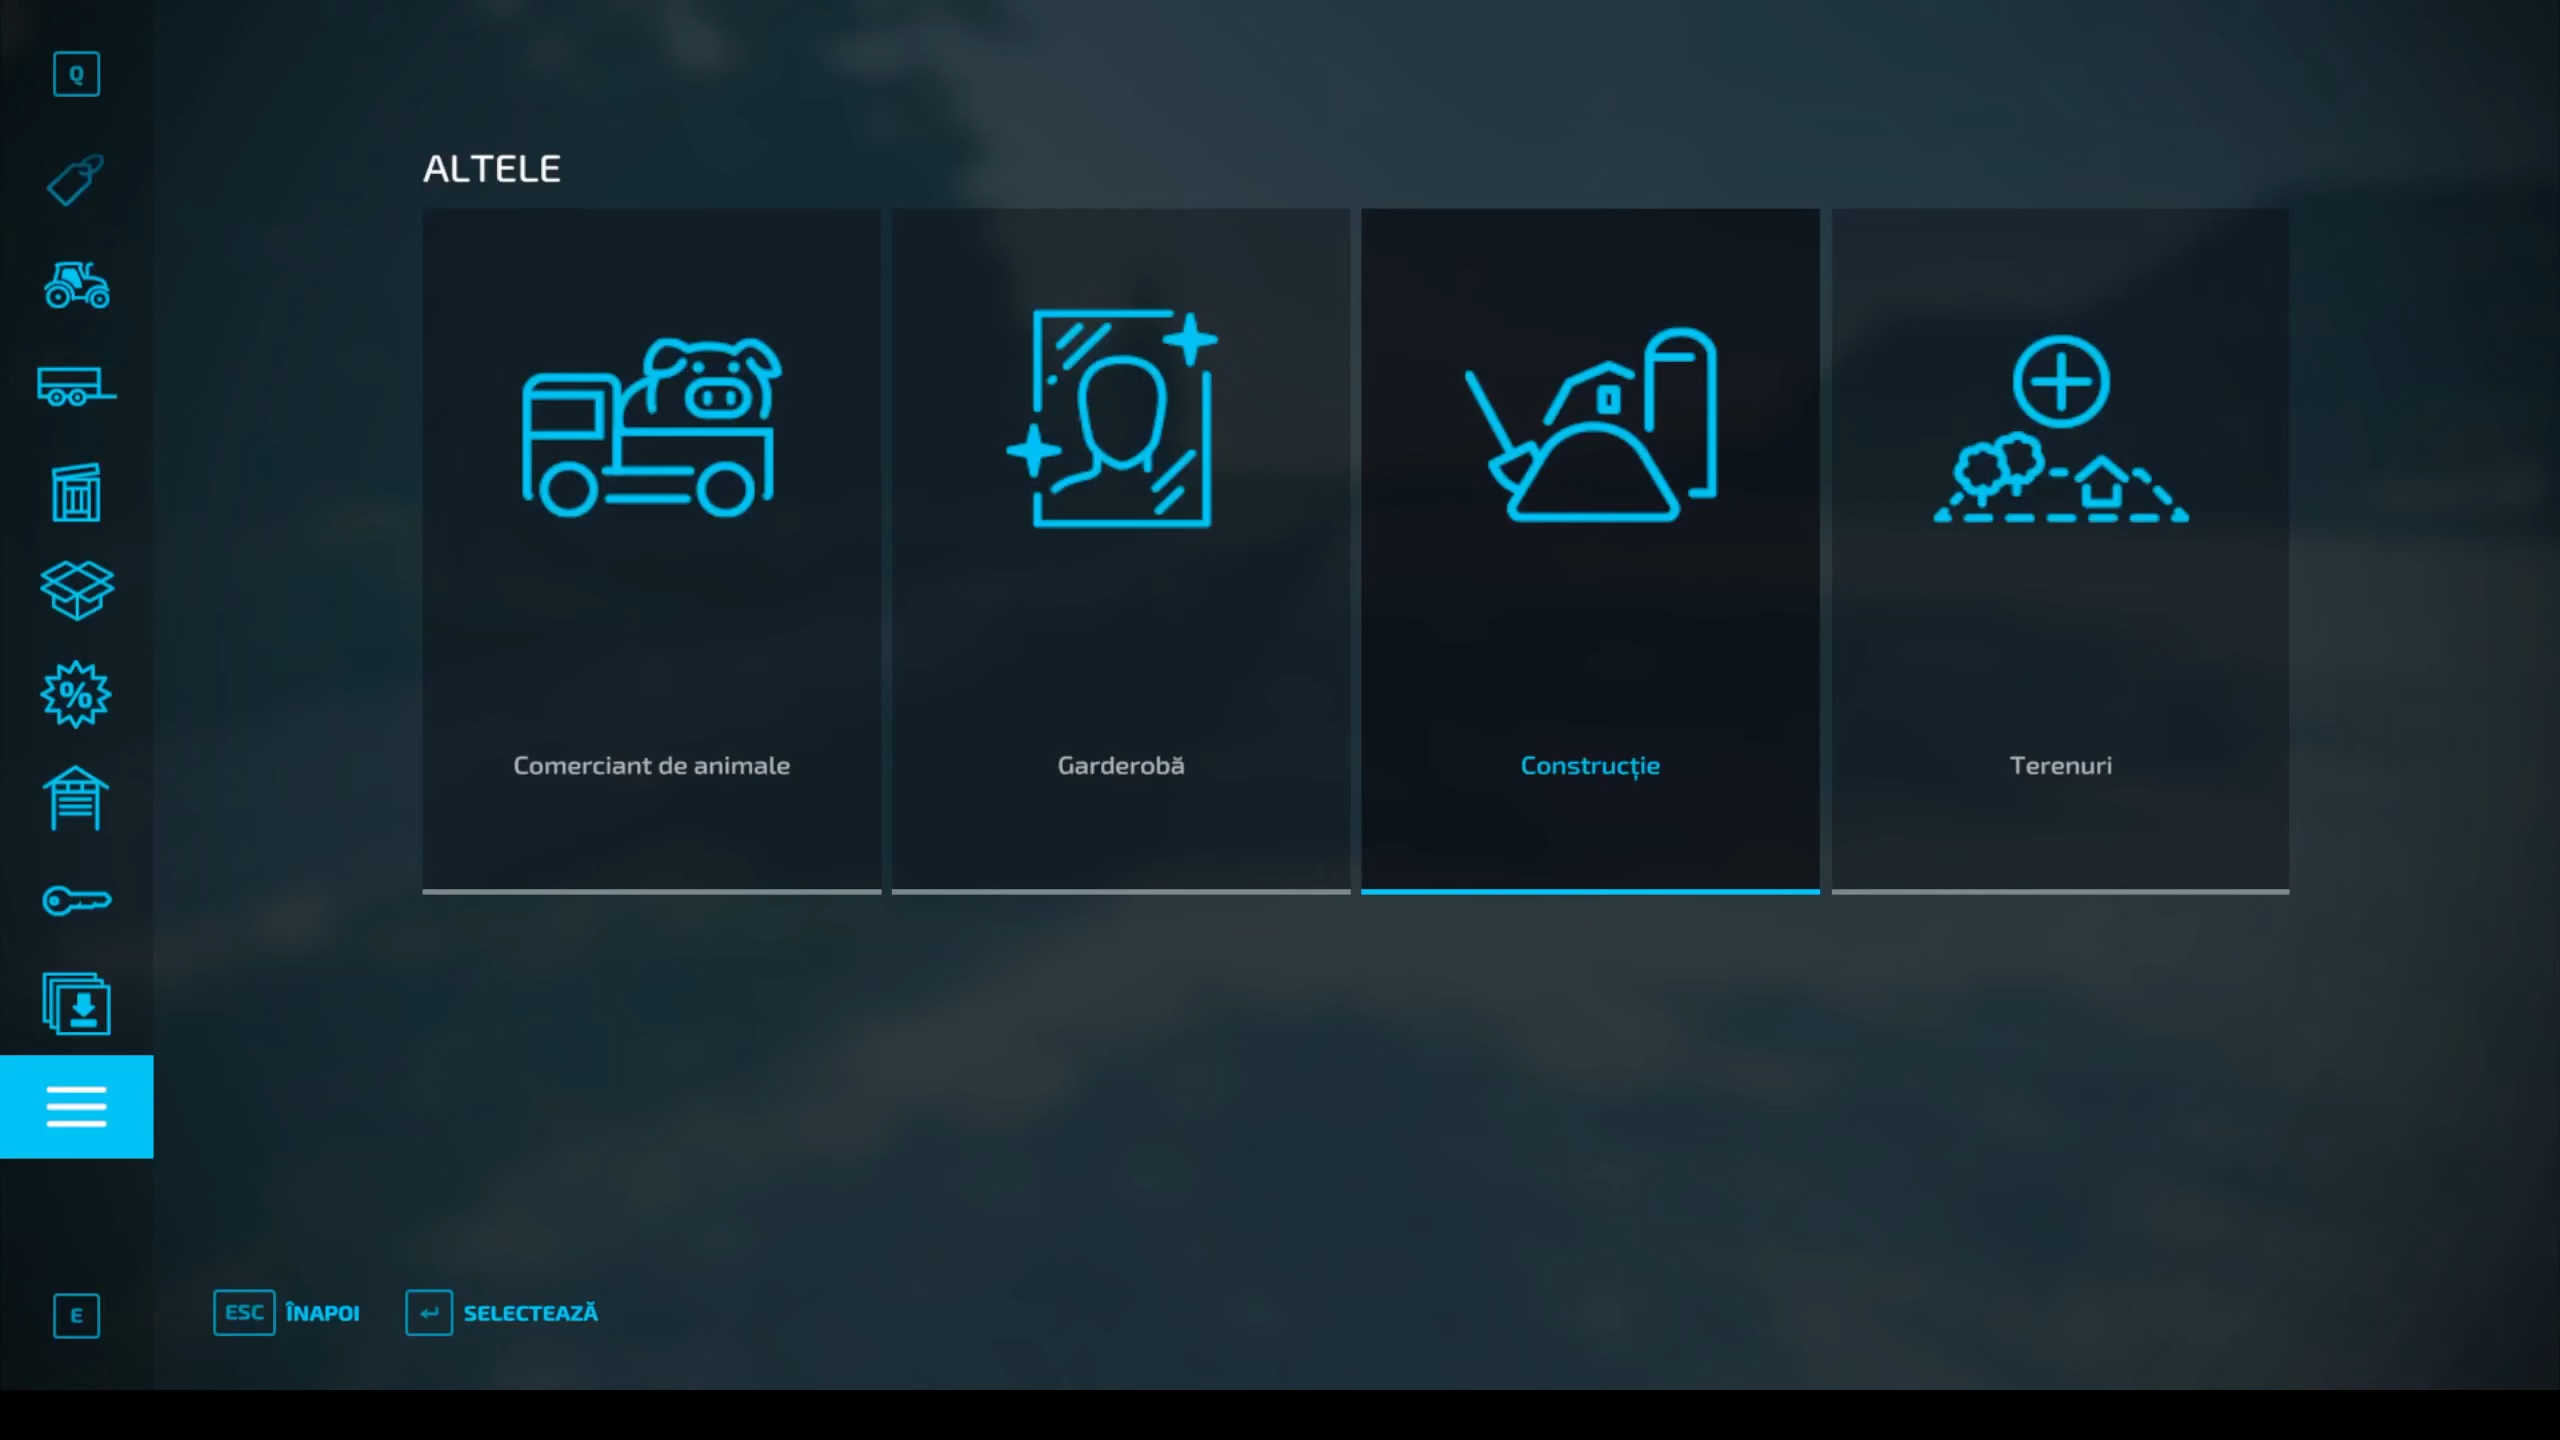 Q
ALTELE
%
Comerciant de animale
Garderobă
Construcție
Terenuri
E
ESC ÎNAPOI
SELECTEAZĂ